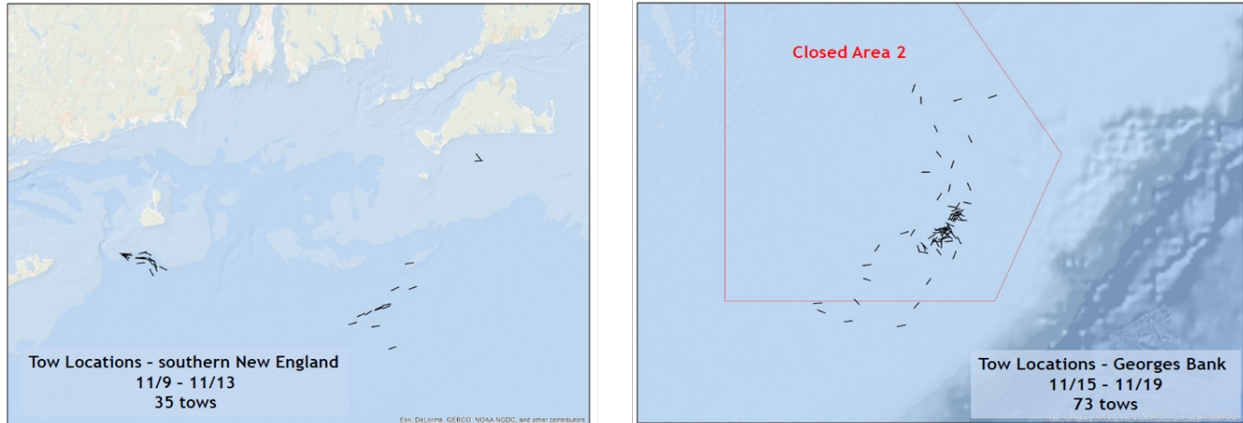 Tow Locations – southern New England
11/9 – 11/13
35 tows
Esri, DeLorme, GEBCO, NOAA NGDC, and other contributors
Closed Area 2
Tow Locations – Georges Bank
11/15 – 11/19
73 tows